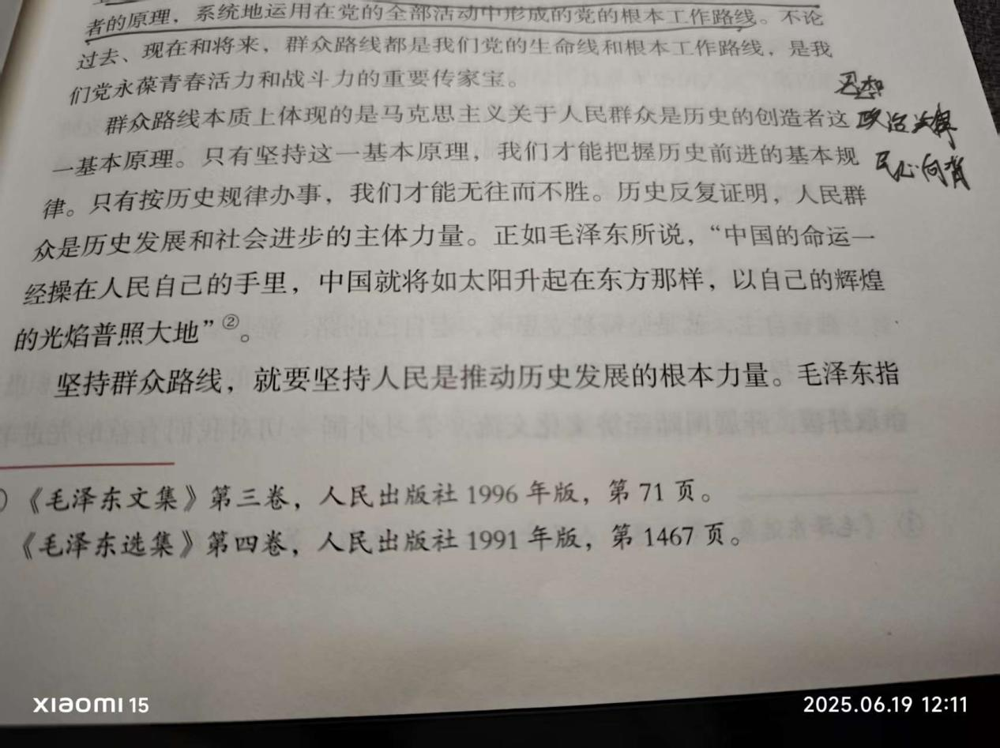 者的原理，系统地运用在党的全部活动中形成的党的根本工作路线。不论
过去、现在和将来，群众路线都是我们党的生命线和根本工作路线，是我
们党永葆青春活力和战斗力的重要传家宝。
群众路线本质上体现的是马克思主义关于人民群众是历史的创造者这
一基本原理。只有坚持这一基本原理，我们才能把握历史前进的基本规
律。只有按历史规律办事，我们才能无往而不胜。历史反复证明，人民群
众是历史发展和社会进步的主体力量。正如毛泽东所说，“中国的命运一
经操在人民自己的手里，中国就将如太阳升起在东方那样，以自己的辉煌
的光焰普照大地”②。
坚持群众路线，就要坚持人民是推动历史发展的根本力量。毛泽东指
政治法律
民心向背
《毛泽东文集》第三卷，人民出版社 1996 年版，第 71 页。
《毛泽东选集》第四卷，人民出版社 1991 年版，第 1467 页。
xiaomi 15
2025.06.19 12:11